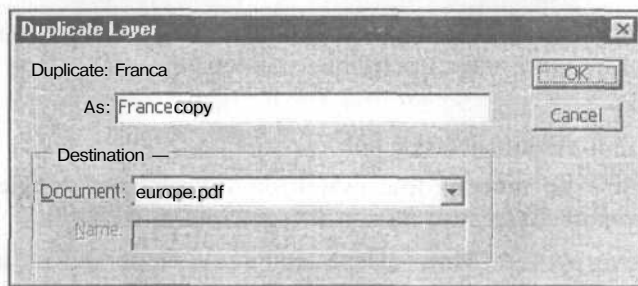 Duplicate Layer
Duplicate: Franca
OK
As: Francecopy
Cancel
Destination —
Document: europe.pdf
Name: